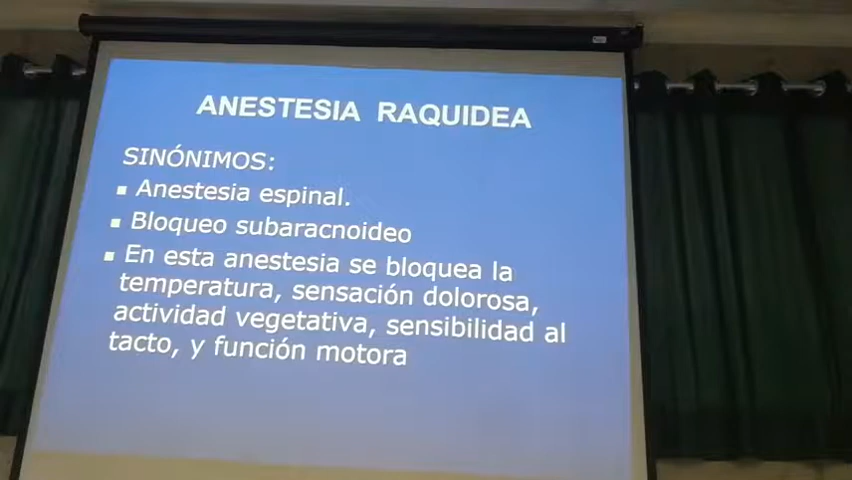 ANESTESIA RAQUIDEA
SINÓNIMOS:
▪ Anestesia espinal.
▪ Bloqueo subaracnoideo
▪ En esta anestesia se bloquea la
temperatura, sensación dolorosa,
actividad vegetativa, sensibilidad al
tacto, y función motora